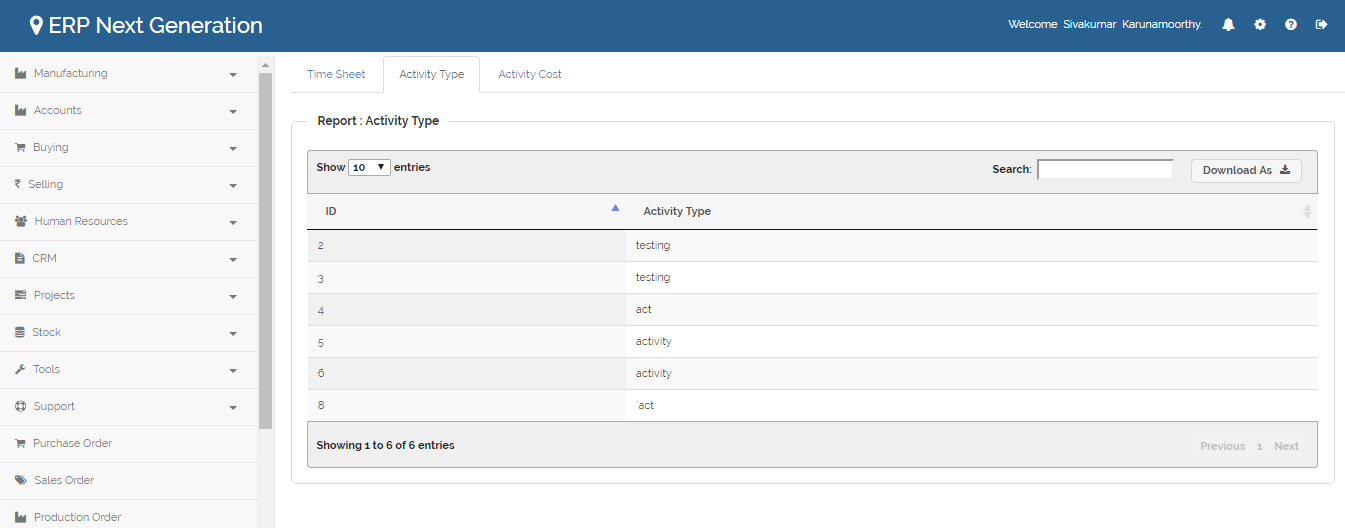 ERP Next Generation
Welcome Sivakumar Karunamoorthy.
Manufacturing
Accounts
Buying
₹ Selling
Human Resources
CRM
Projects
Stock
Tools
Support
Purchase Order
Sales Order
Production Order
Time Sheet
Activity Type
Activity Cost
Report : Activity Type
Show 10 entries
Search:
Download As
ID Activity Type
2 testing
3 testing
4 act
5 activity
6 activity
8 `act
Showing 1 to 6 of 6 entries
Previous 1 Next